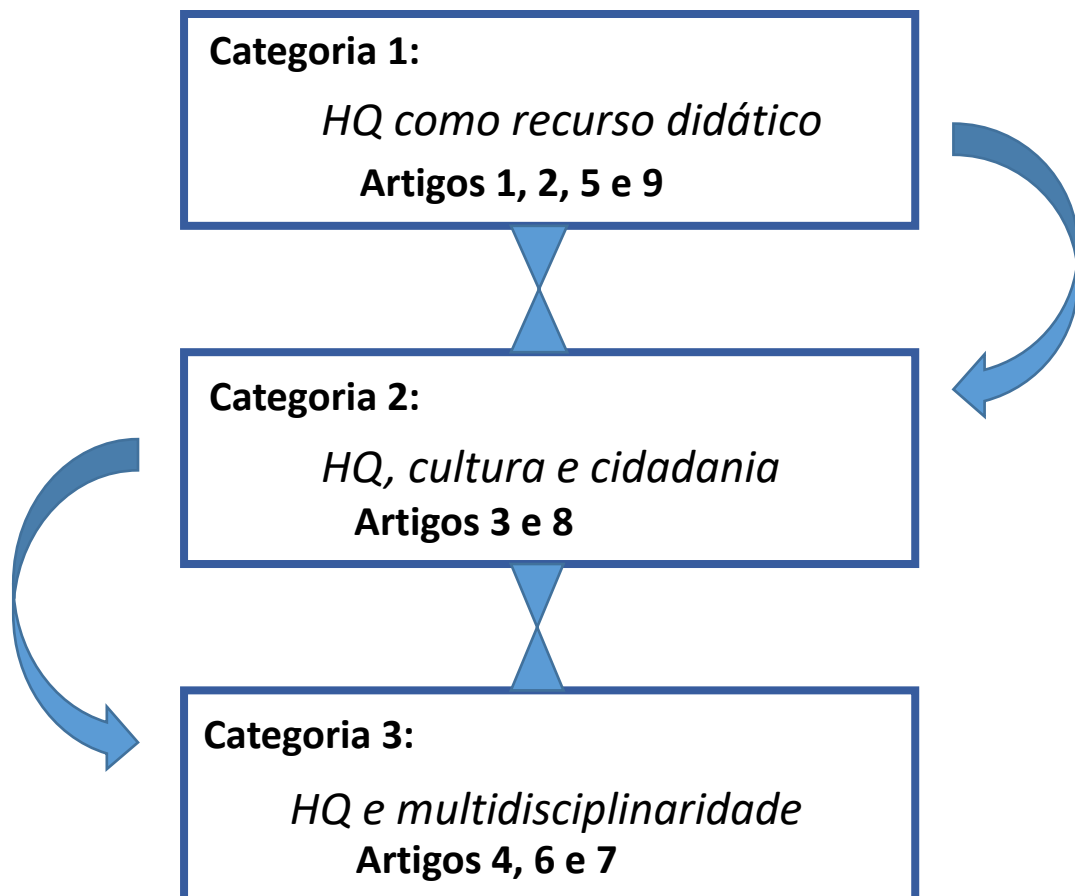 Categoria 1:
HQ como recurso didático
Artigos 1, 2, 5 e 9
Categoria 2:
HQ, cultura e cidadania
Artigos 3 e 8
Categoria 3:
HQ e multidisciplinaridade
Artigos 4, 6 e 7